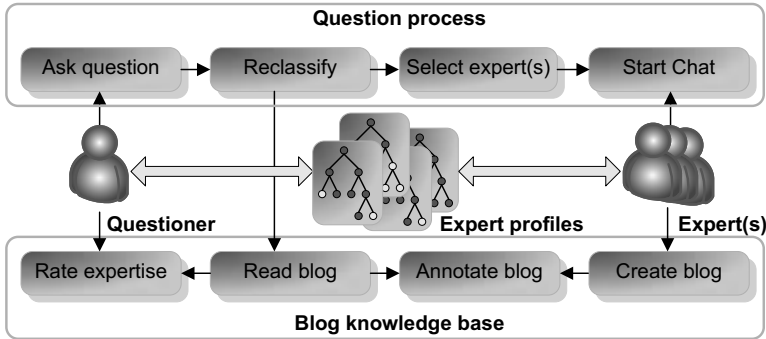 Question process
Ask question
Reclassify
Select expert(s)
Start Chat
Questioner
Expert profiles
Expert(s)
Rate expertise
Read blog
Annotate blog
Create blog
Blog knowledge base